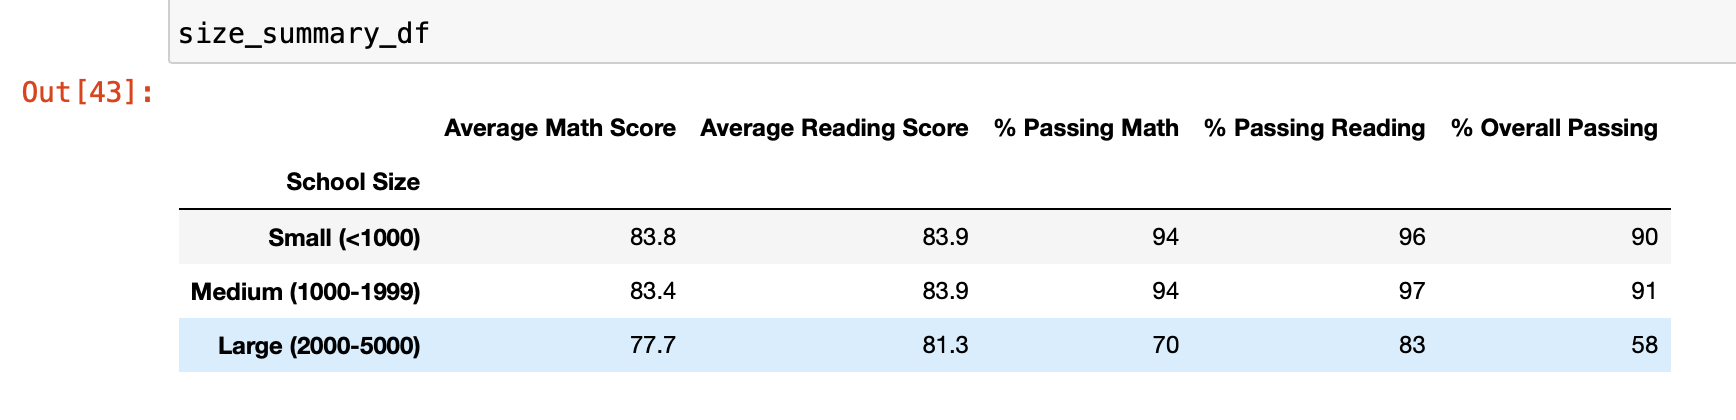 size_summary_df
Out[43]:
Average Math Score Average Reading Score % Passing Math % Passing Reading % Overall Passing
School Size
Small (<1000) 83.8 83.9 94 96 90
Medium (1000-1999) 83.4 83.9 94 97 91
Large (2000-5000) 77.7 81.3 70 83 58